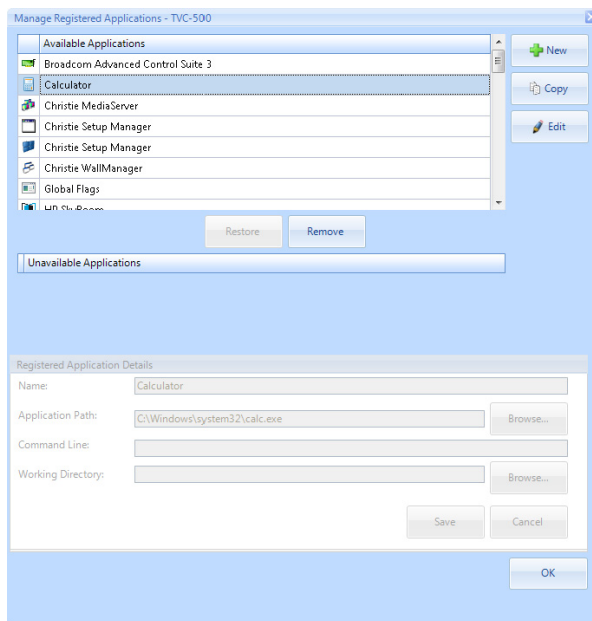 Manage Registered Applications - TVC-500
Available Applications
Broadcom Advanced Control Suite 3
Calculator
Christie MediaServer
Christie Setup Manager
Christie Setup Manager
Christie WallManager
Global Flags
HP SkyRoom
New
Copy
Edit
Restore
Remove
Unavailable Applications
Registered Application Details
Name:
Calculator
Application Path:
C:\Windows\system32\calc.exe
Browse...
Command Line:
Working Directory:
Browse...
Save
Cancel
OK